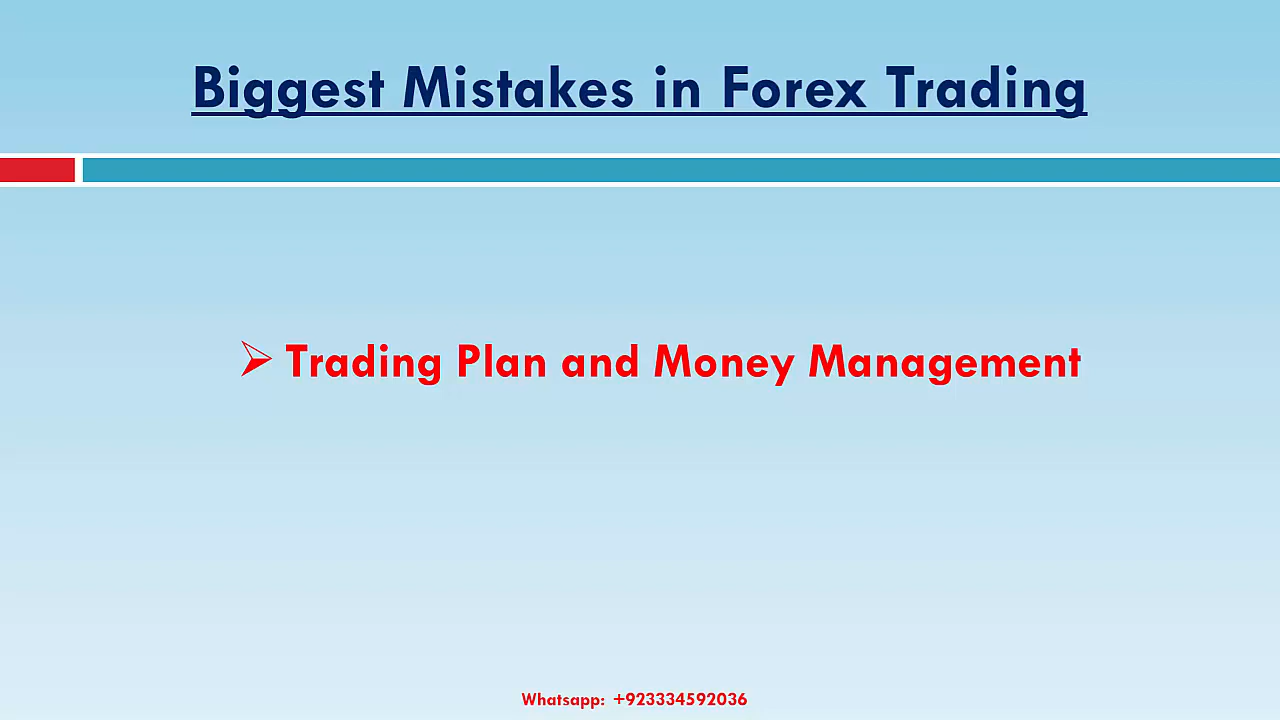 Biggest Mistakes in Forex Trading
➢ Trading Plan and Money Management
Whatsapp: +923334592036